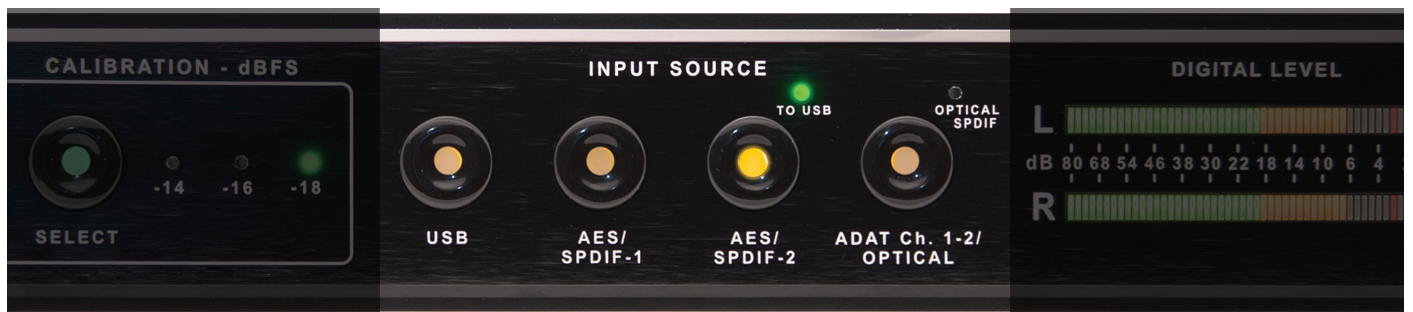 CALIBRATION - dBFS
-14 -16 -18
SELECT
INPUT SOURCE
TO USB
OPTICAL
SPDIF
USB
AES/
SPDIF-1
AES/
SPDIF-2
ADAT Ch. 1-2/
OPTICAL
DIGITAL LEVEL
L
dB 80 68 54 46 38 30 22 18 14 10 6 4
R